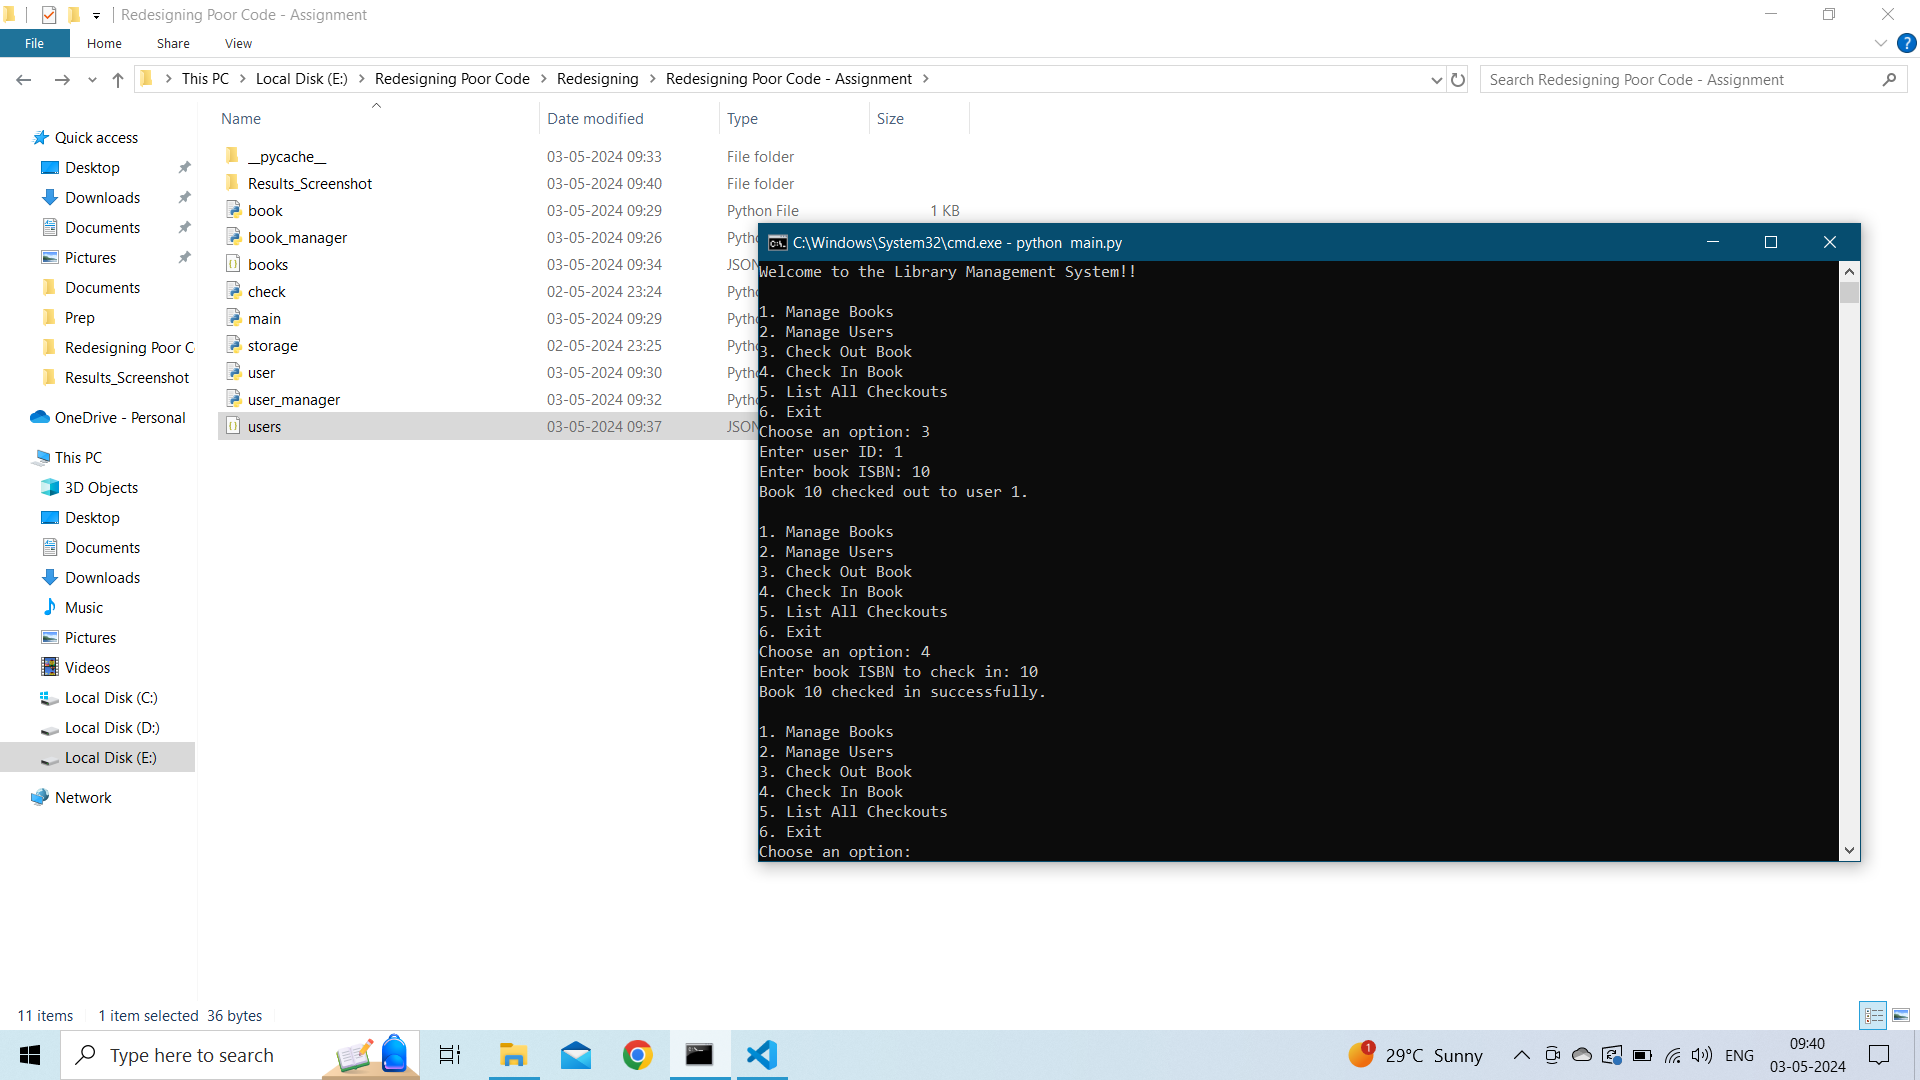 Redesigning Poor Code - Assignment
File Home Share View
This PC Local Disk (E:) Redesigning Poor Code Redesigning Redesigning Poor Code - Assignment
Search Redesigning Poor Code - Assignment
Name Date modified Type Size
Quick access
Desktop
Downloads
Documents
Pictures
Documents
Prep
Redesigning Poor C
Results_Screenshot
OneDrive - Personal
This PC
3D Objects
Desktop
Documents
Downloads
Music
Pictures
Videos
Local Disk (C:)
Local Disk (D:)
Local Disk (E:)
Network
__pycache__ 03-05-2024 09:33 File folder
Results_Screenshot 03-05-2024 09:40 File folder
book 03-05-2024 09:29 Python File 1 KB
book_manager 03-05-2024 09:26 Pytho
books 03-05-2024 09:34 JSON
check 02-05-2024 23:24 Pytho
main 03-05-2024 09:29 Pytho
storage 02-05-2024 23:25 Pytho
user 03-05-2024 09:30 Pytho
user_manager 03-05-2024 09:32 Pytho
users 03-05-2024 09:37 JSON
C:\Windows\System32\cmd.exe - python main.py
Welcome to the Library Management System!!
1. Manage Books
2. Manage Users
3. Check Out Book
4. Check In Book
5. List All Checkouts
6. Exit
Choose an option: 3
Enter user ID: 1
Enter book ISBN: 10
Book 10 checked out to user 1.
1. Manage Books
2. Manage Users
3. Check Out Book
4. Check In Book
5. List All Checkouts
6. Exit
Choose an option: 4
Enter book ISBN to check in: 10
Book 10 checked in successfully.
1. Manage Books
2. Manage Users
3. Check Out Book
4. Check In Book
5. List All Checkouts
6. Exit
Choose an option:
11 items 1 item selected 36 bytes
Type here to search
1 29°C Sunny
ENG
09:40
03-05-2024